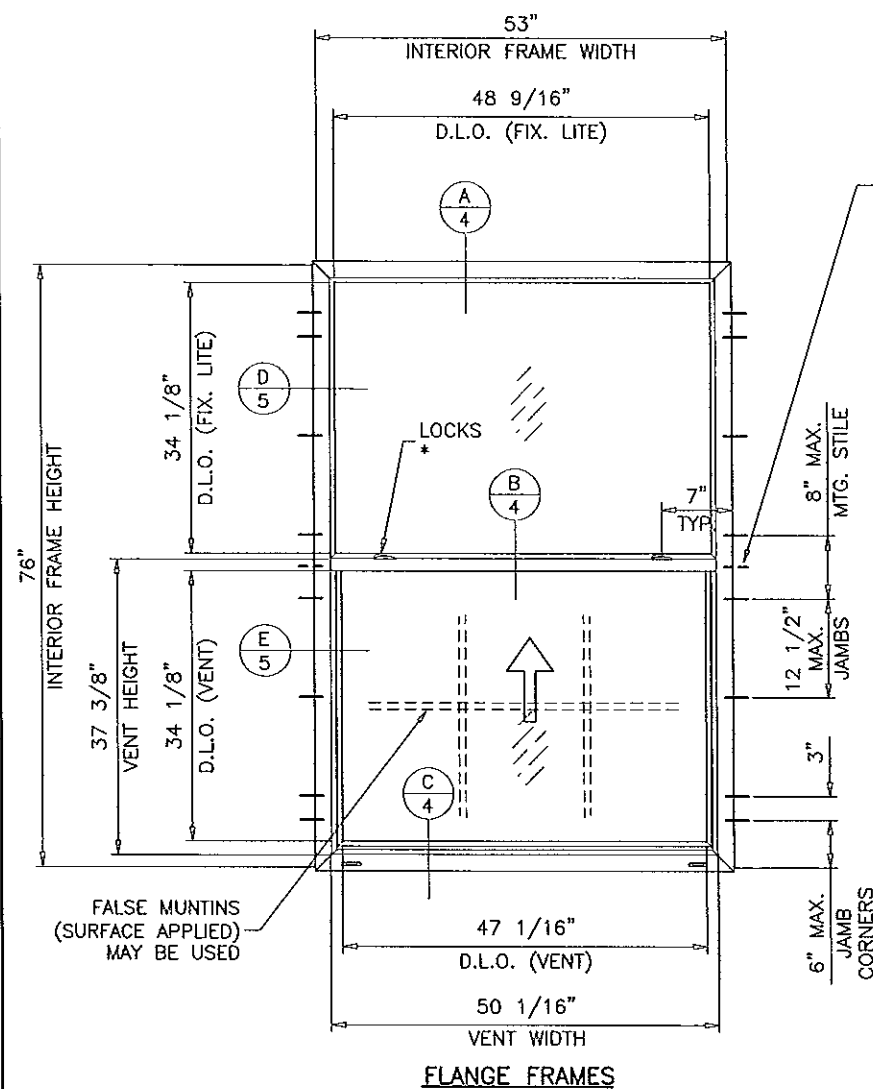 53"
INTERIOR FRAME WIDTH
48 9/16"
D.L.O. (FIX. LITE)
A
4
D
5
34 1/8"
D.L.O. (FIX. LITE)
LOCKS
*
B
4
7"
TYP.
8" MAX.
MTG. STILE
76"
INTERIOR FRAME HEIGHT
E
5
37 3/8"
VENT HEIGHT
34 1/8"
D.L.O. (VENT)
12 1/2"
MAX.
JAMBS
3"
C
4
6" MAX.
JAMB
CORNERS
FALSE MUNTINS
(SURFACE APPLIED)
MAY BE USED
47 1/16"
D.L.O. (VENT)
50 1/16"
VENT WIDTH
FLANGE FRAMES